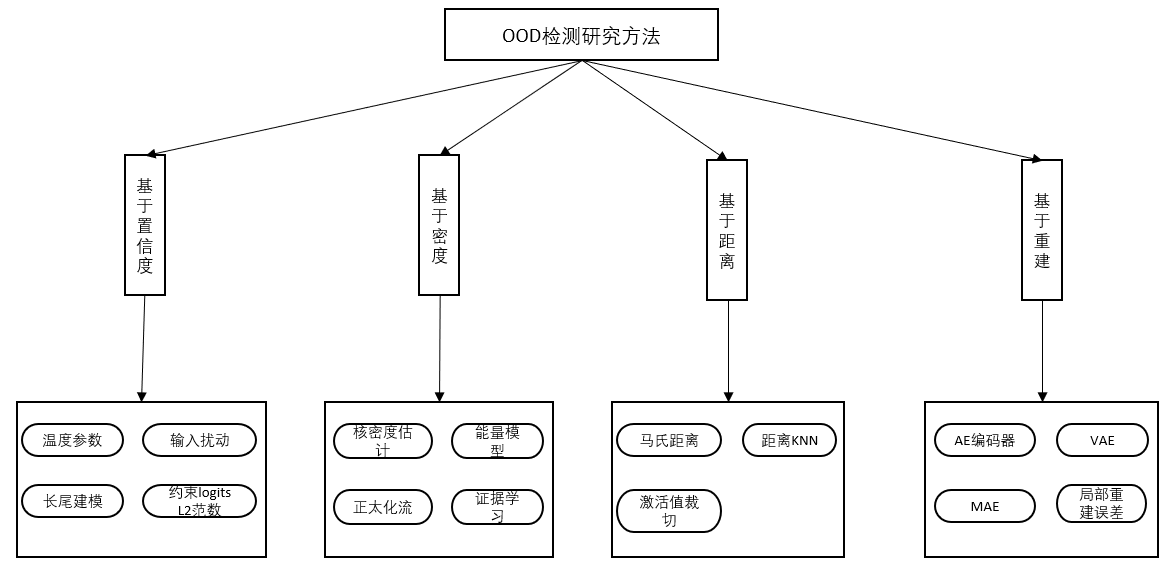 OOD检测研究方法
基
于
置
信
度
基
于
密
度
基
于
距
离
基
于
重
建
温度参数
输入扰动
长尾建模
约束logits
L2范数
核密度估
计
能量模
型
正太化流
证据学
习
马氏距离
距离KNN
激活值裁
切
AE编码器
VAE
MAE
局部重
建误差